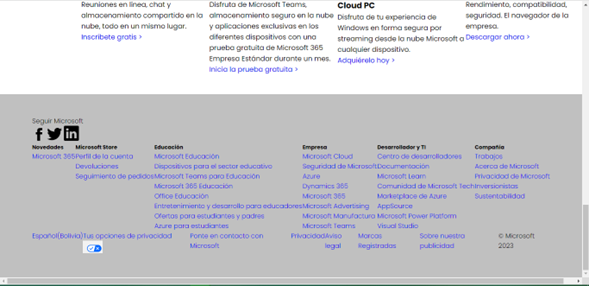 Reuniones en línea, chat y
almacenamiento compartido en la
nube, todo en un mismo lugar.
Inscríbete gratis >
Disfruta de Microsoft Teams,
almacenamiento seguro en la nube
y aplicaciones exclusivas en los
diferentes dispositivos con una
prueba gratuita de Microsoft 365
Empresa Estándar durante un mes.
Inicia la prueba gratuita >
Cloud PC
Disfruta de tu experiencia de
Windows en forma segura por
streaming desde la nube Microsoft a
cualquier dispositivo.
Adquiérelo hoy >
Rendimiento, compatibilidad,
seguridad. El navegador de la
empresa.
Descargar ahora >
Seguir Microsoft
Novedades
Microsoft 365
Microsoft Store
Perfil de la cuenta
Devoluciones
Seguimiento de pedidos
Educación
Microsoft Educación
Dispositivos para el sector educativo
Microsoft Teams para Educación
Microsoft 365 Educación
Office Educación
Entretenimiento y desarrollo para educadores
Ofertas para estudiantes y padres
Azure para estudiantes
Empresa
Microsoft Cloud
Seguridad de Microsoft
Azure
Dynamics 365
Microsoft 365
Microsoft Advertising
Microsoft Manufactura
Microsoft Teams
Desarrollador y TI
Centro de desarrolladores
Documentación
Microsoft Learn
Comunidad de Microsoft Tech
Marketplace de Azure
AppSource
Microsoft Power Platform
Visual Studio
Compañía
Trabajos
Acerca de Microsoft
Privacidad de Microsoft
Inversionistas
Sustentabilidad
Español(Bolivia)
Tus opciones de privacidad
Ponte en contacto con
Microsoft
Privacidad
Aviso
legal
Marcas
Registradas
Sobre nuestra
publicidad
© Microsoft
2023